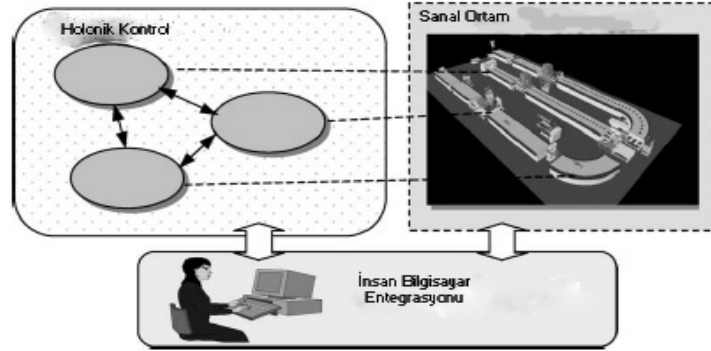 Holonik Kontrol
Sanal Ortam
İnsan Bilgisayar
Entegrasyonu